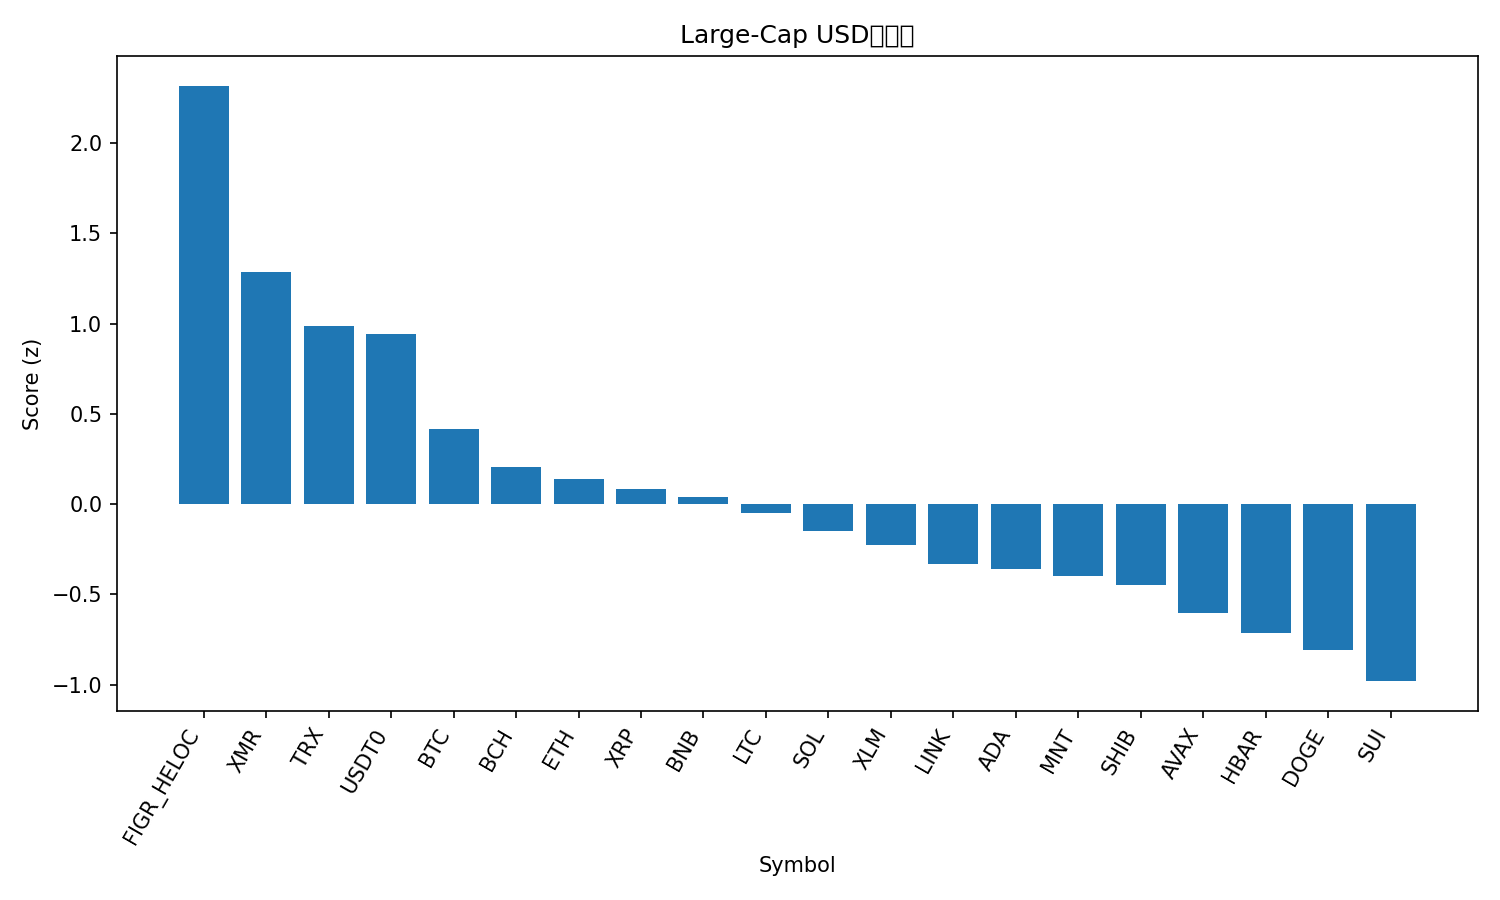 Large-Cap USD
Score (z)
2.0
1.5
1.0
0.5
0.0
−0.5
−1.0
FIGR_HELOC
XMR
TRX
USDT0
BTC
BCH
ETH
XRP
BNB
LTC
SOL
XLM
LINK
ADA
MNT
SHIB
AVAX
HBAR
DOGE
SUI
Symbol